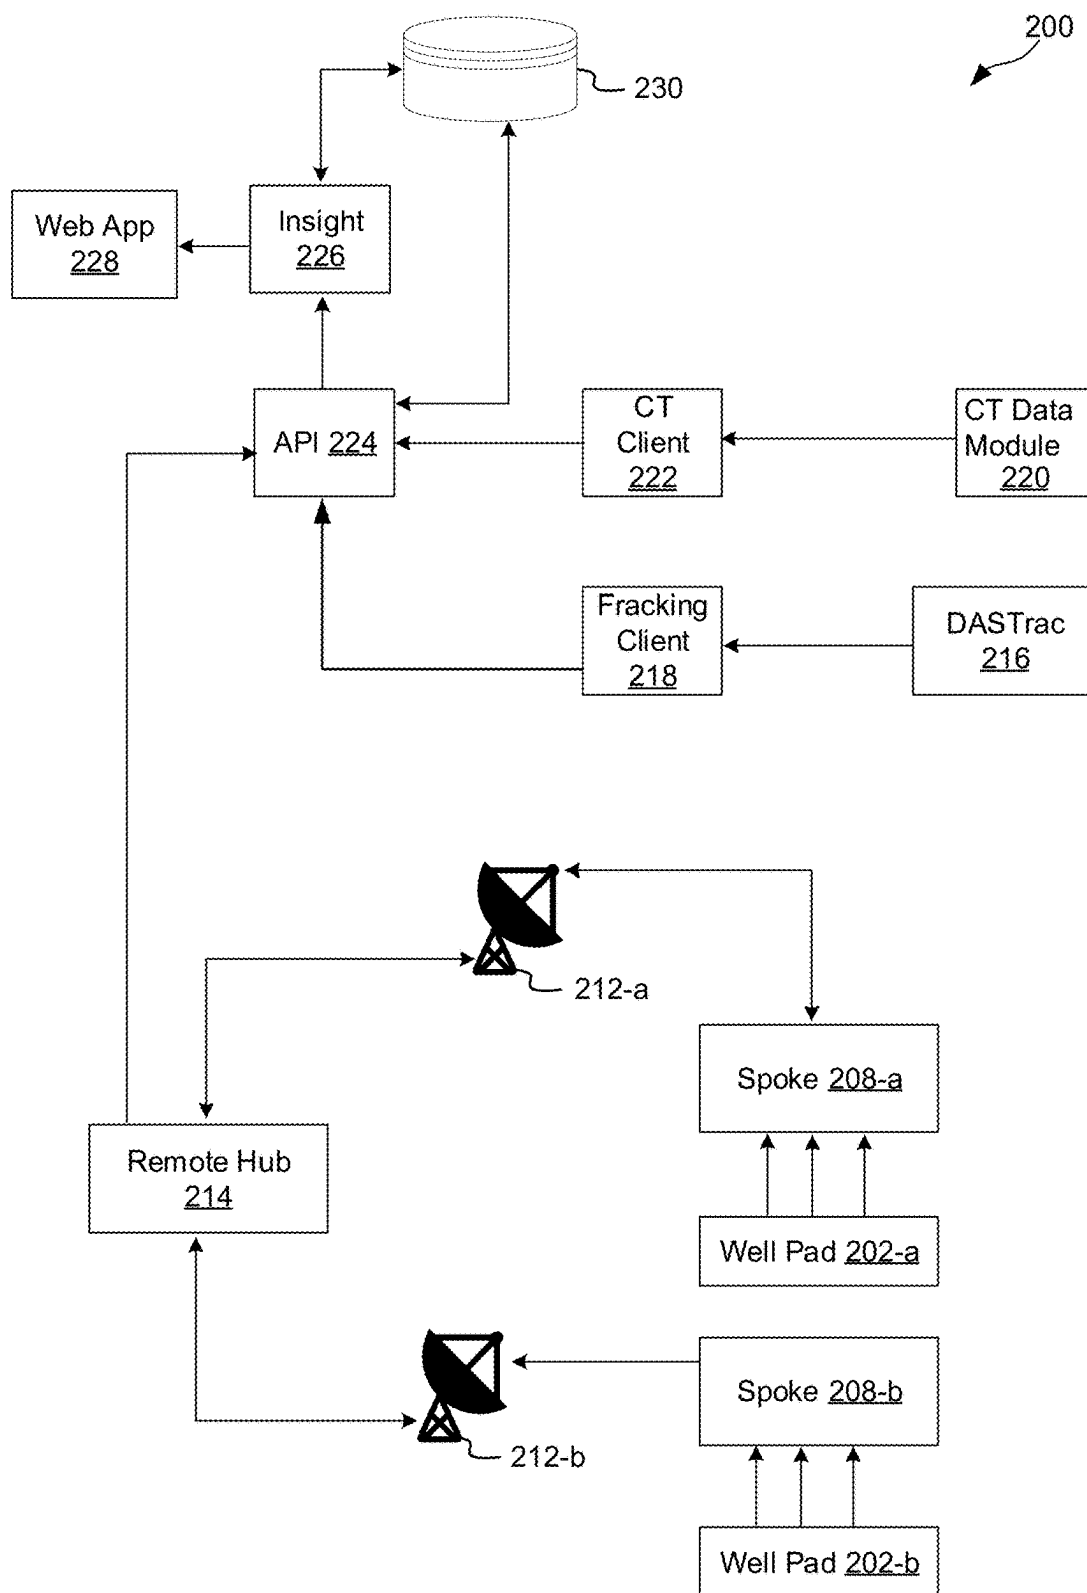 200
230
Web App
228
Insight
226
API 224
CT
Client
222
CT Data
Module
220
Fracking
Client
218
DASTrac
216
212-a
Spoke 208-a
Remote Hub
214
Well Pad 202-a
Spoke 208-b
212-b
Well Pad 202-b